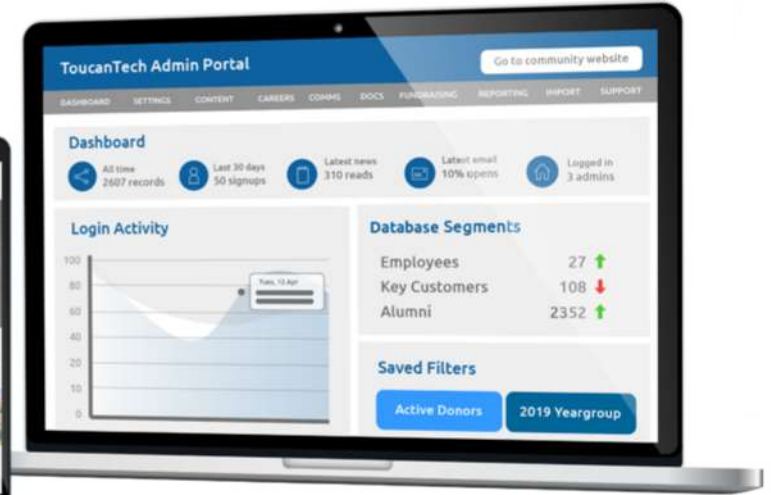 ToucanTech Admin Portal
Go to community website
DASHBOARD SETTINGS CONTENT CAREERS COMMS DOCS FUNDRAISING REPORTING IMPORT SUPPORT
Dashboard
All time
2607 records
Last 30 days
50 signups
Latest news
310 reads
Latest email
10% opens
Logged in
3 admins
Login Activity
100
80
60
40
20
10
0
Tues, 13 Apr
Database Segments
Employees 27
Key Customers 108
Alumni 2352
Saved Filters
Active Donors
2019 Yeargroup